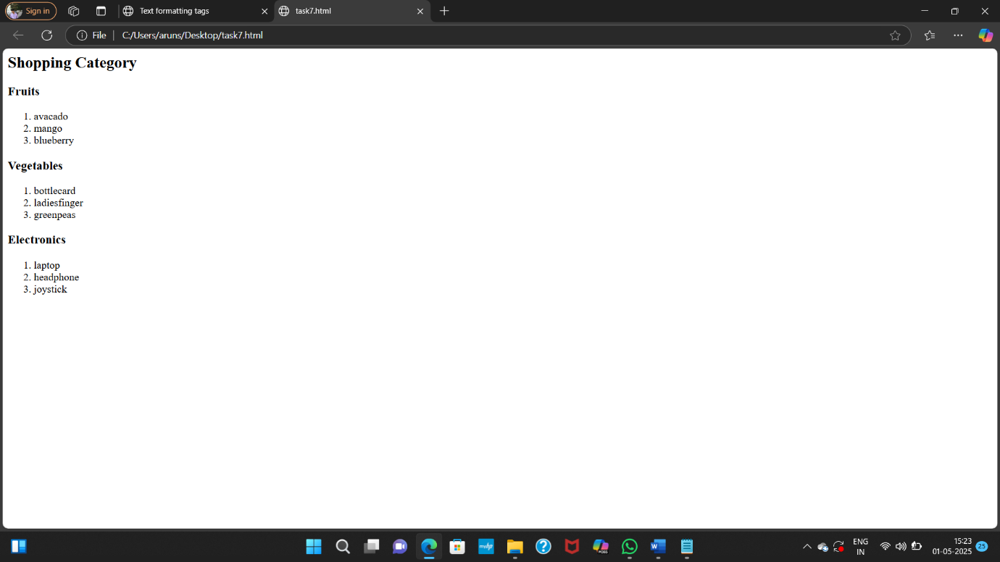 Sign in
Text formatting tags
task7.html
File
C:/Users/aruns/Desktop/task7.html
Shopping Category
Fruits
1. avacado
2. mango
3. blueberry
Vegetables
1. bottlecard
2. ladiesfinger
3. greenpeas
Electronics
1. laptop
2. headphone
3. joystick
myhp
M365
W
ENG
IN
15:23
01-05-2025
25